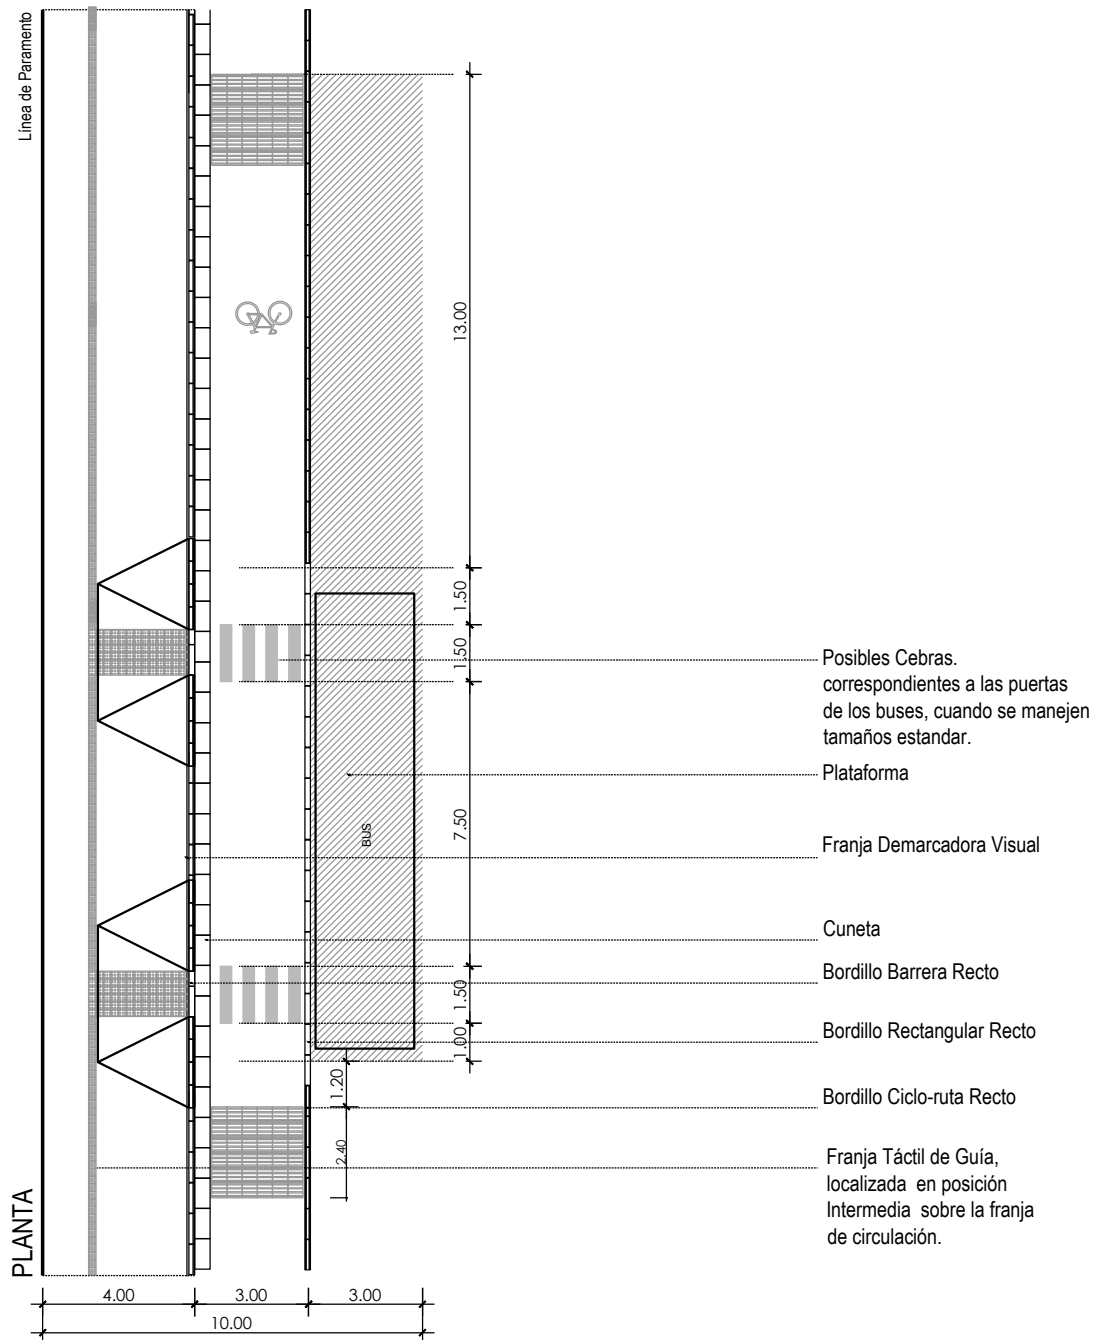 Línea de Paramento
13.00
1.50
1.50
Posibles Cebras.
correspondientes a las puertas
de los buses, cuando se manejen
tamaños estandar.
Plataforma
7.50
BUS
Franja Demarcadora Visual
Cuneta
Bordillo Barrera Recto
1.50
Bordillo Rectangular Recto
1.00
1.20
Bordillo Ciclo-ruta Recto
2.40
Franja Táctil de Guía,
localizada en posición
Intermedia sobre la franja
de circulación.
PLANTA
4.00
3.00
3.00
10.00